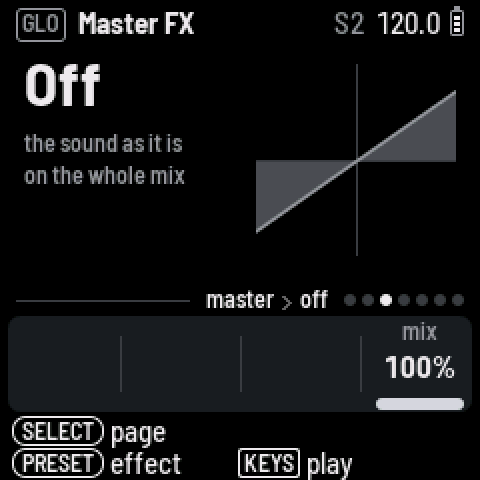 GLO Master FX S2 120.0
Off
the sound as it is
on the whole mix
master > off
mix
100%
SELECT page
PRESET effect KEYS play